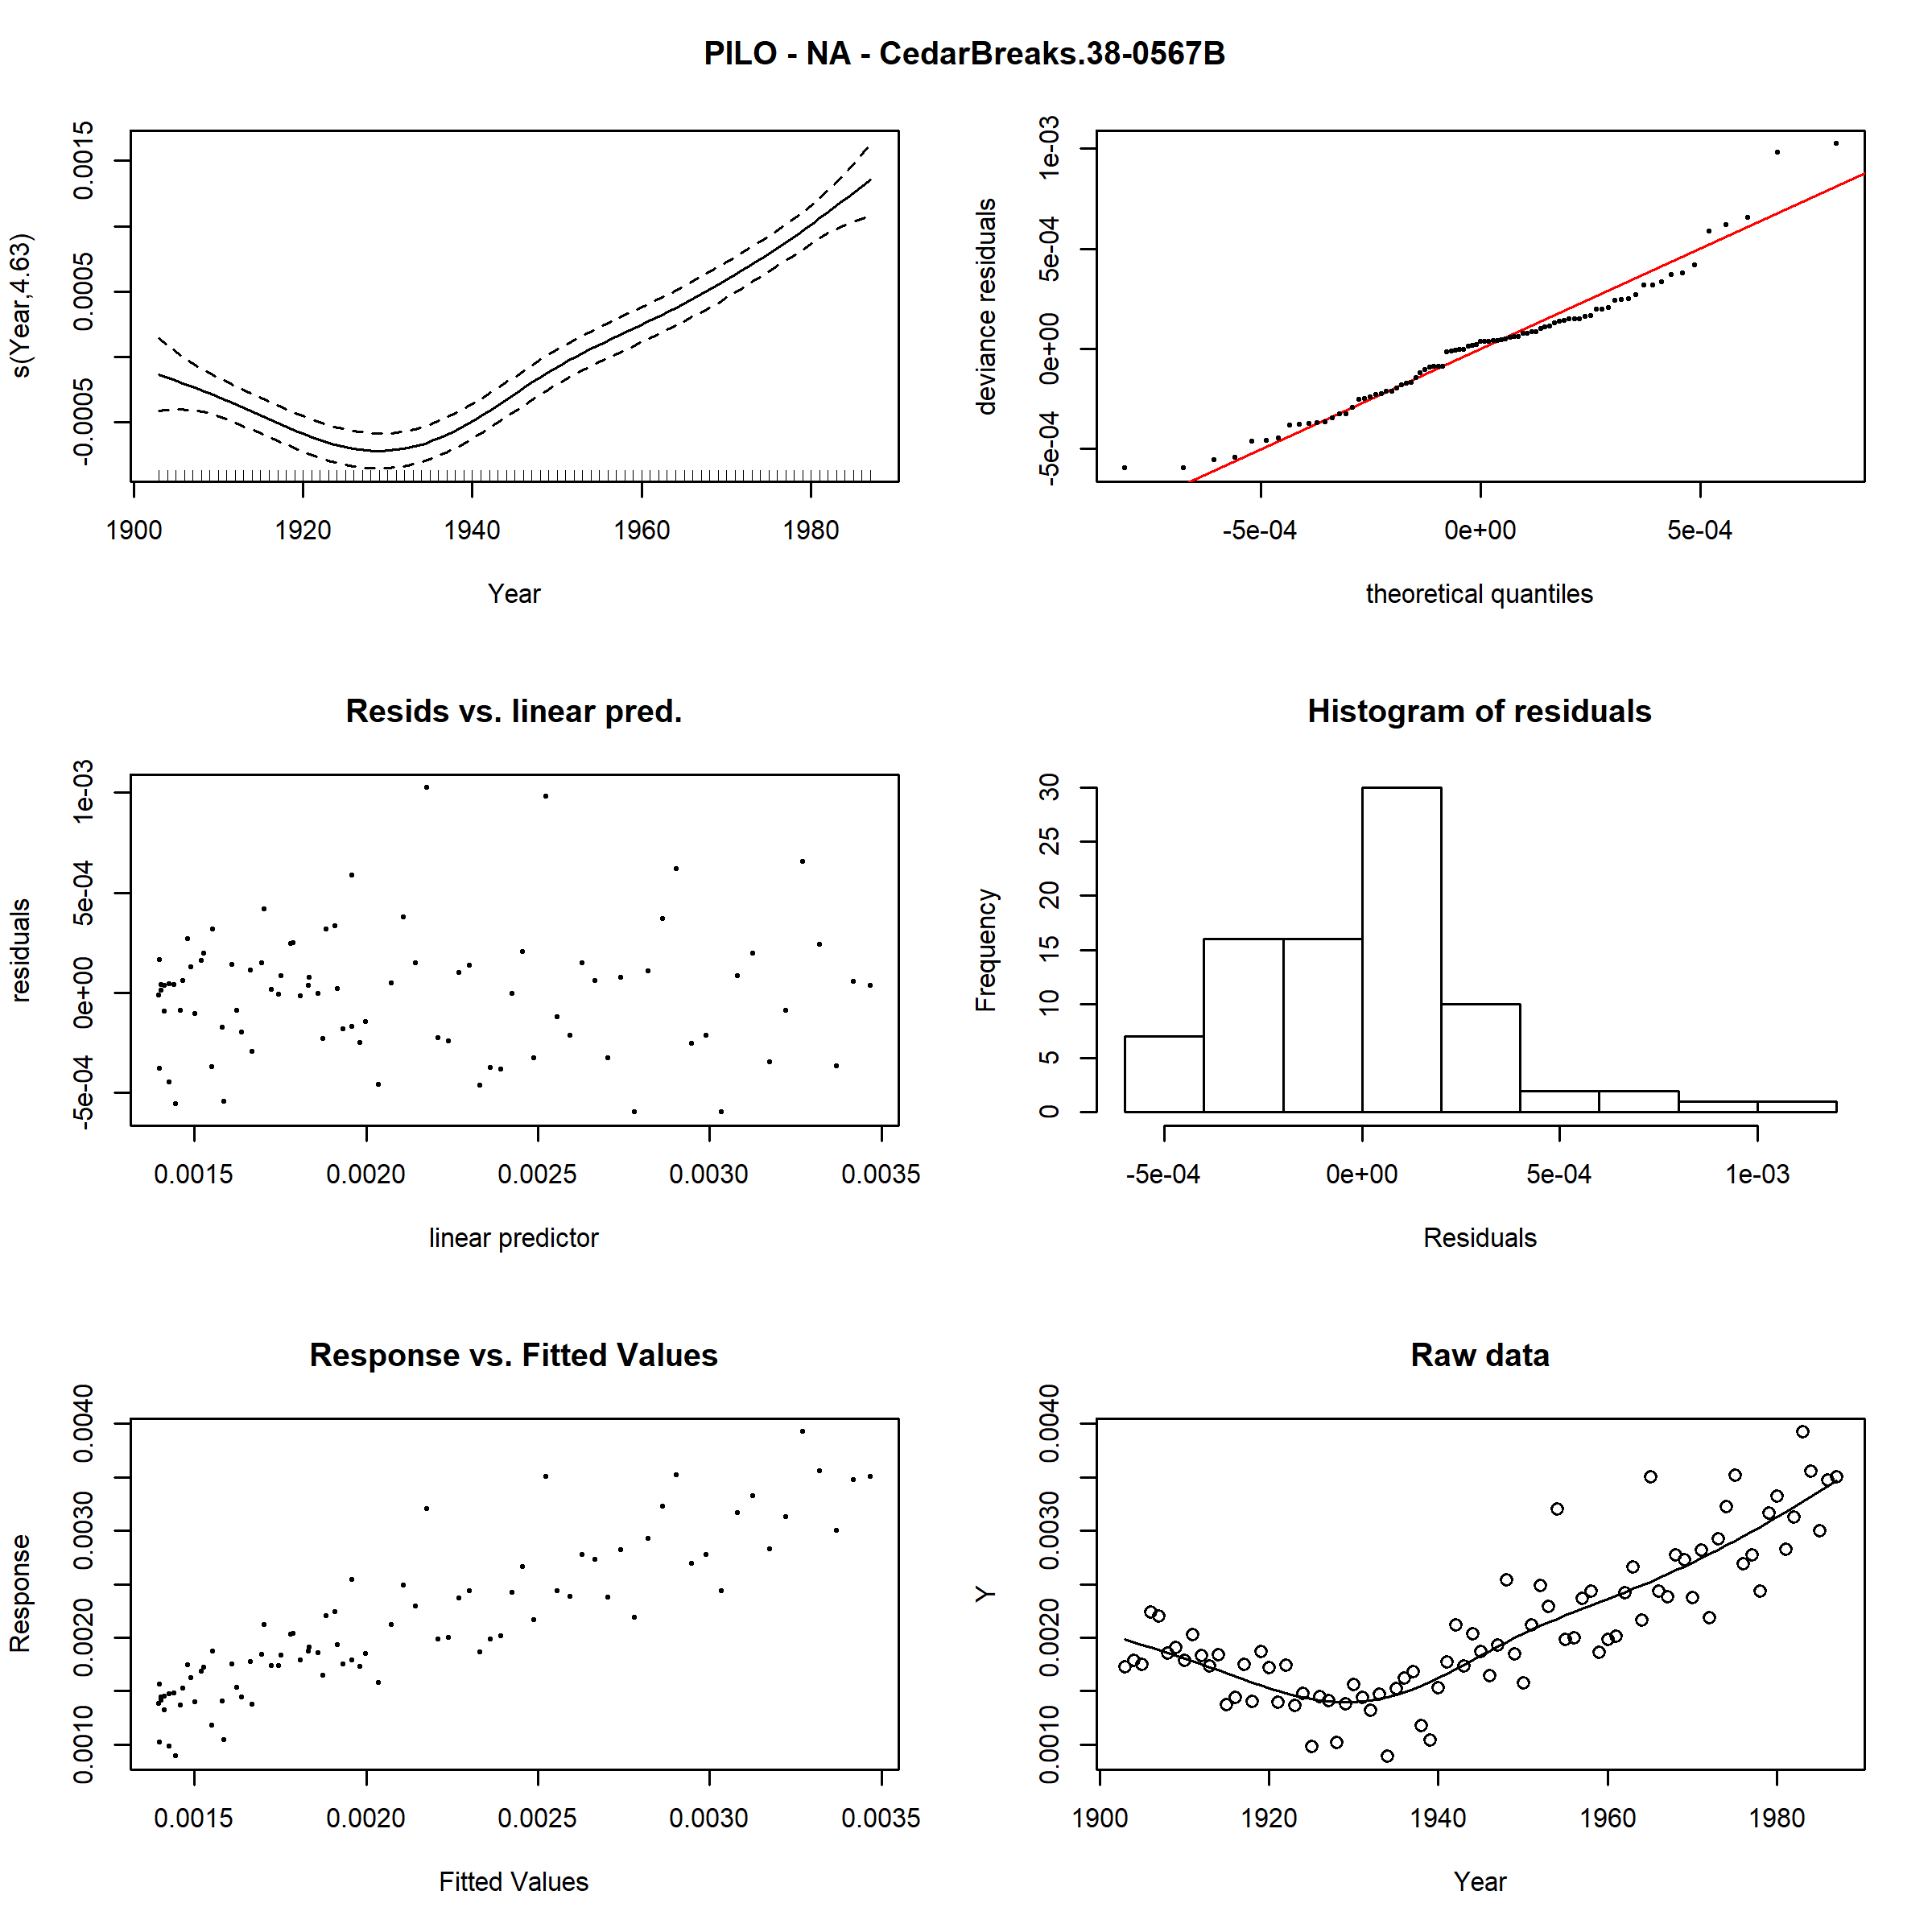 PILO - NA - CedarBreaks.38-0567B
s(Year,4.63)
-0.0005
0.0005
0.0015
1900
1920
1940
1960
1980
Year
deviance residuals
-5e-04
0e+00
5e-04
1e-03
-5e-04
0e+00
5e-04
theoretical quantiles
Resids vs. linear pred.
residuals
-5e-04
0e+00
5e-04
1e-03
0.0015
0.0020
0.0025
0.0030
0.0035
linear predictor
Histogram of residuals
Frequency
0
5
10
15
20
25
30
-5e-04
0e+00
5e-04
1e-03
Residuals
Response vs. Fitted Values
Response
0.0010
0.0020
0.0030
0.0040
0.0015
0.0020
0.0025
0.0030
0.0035
Fitted Values
Raw data
Y
0.0010
0.0020
0.0030
0.0040
1900
1920
1940
1960
1980
Year